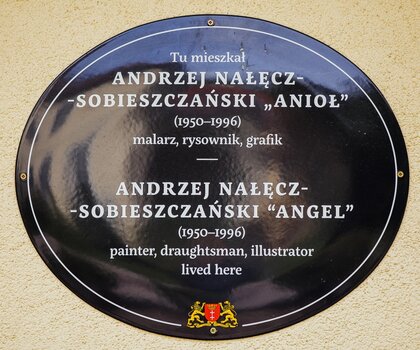 Tu mieszkał
ANDRZEJ NAŁĘCZ-
-SOBIESZCZAŃSKI „ANIOŁ”
(1950–1996)
malarz, rysownik, grafik
—
ANDRZEJ NAŁĘCZ-
-SOBIESZCZAŃSKI “ANGEL”
(1950–1996)
painter, draughtsman, illustrator
lived here